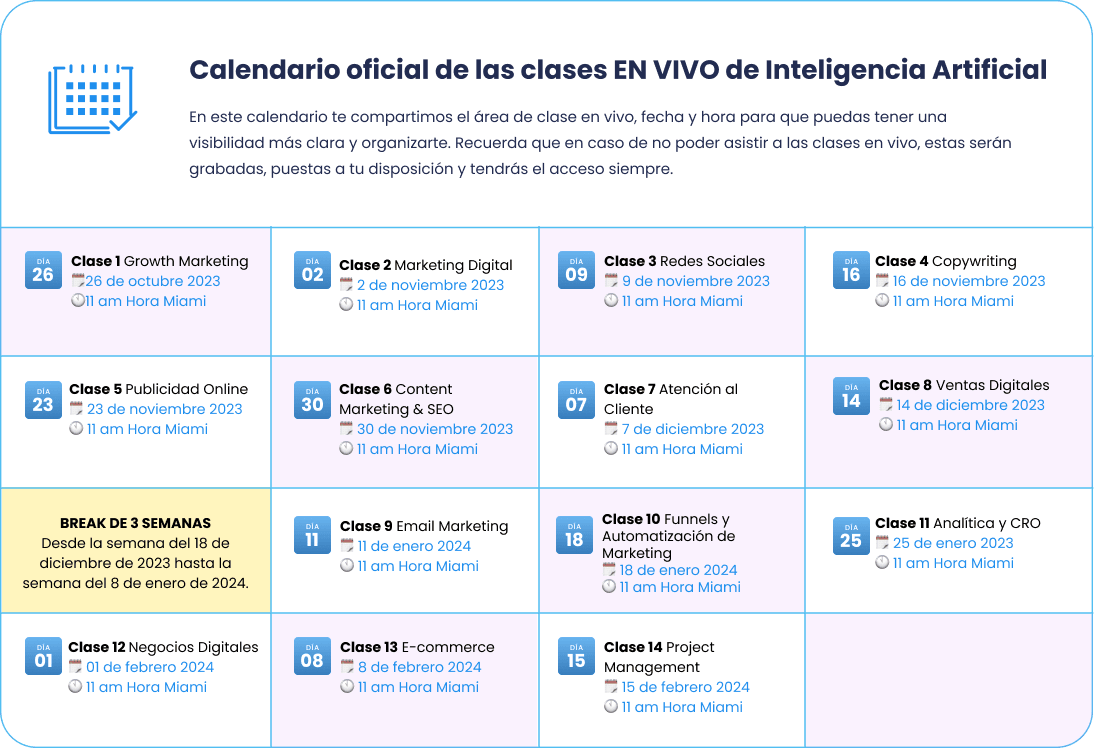 Calendario oficial de las clases EN VIVO de Inteligencia Artificial
En este calendario te compartimos el área de clase en vivo, fecha y hora para que puedas tener una
visibilidad más clara y organizarte. Recuerda que en caso de no poder asistir a las clases en vivo, estas serán
grabadas, puestas a tu disposición y tendrás el acceso siempre.
DÍA
26
Clase 1 Growth Marketing
26 de octubre 2023
11 am Hora Miami
DÍA
02
Clase 2 Marketing Digital
2 de noviembre 2023
11 am Hora Miami
DÍA
09
Clase 3 Redes Sociales
9 de noviembre 2023
11 am Hora Miami
DÍA
16
Clase 4 Copywriting
16 de noviembre 2023
11 am Hora Miami
DÍA
23
Clase 5 Publicidad Online
23 de noviembre 2023
11 am Hora Miami
DÍA
30
Clase 6 Content
Marketing & SEO
30 de noviembre 2023
11 am Hora Miami
DÍA
07
Clase 7 Atención al
Cliente
7 de diciembre 2023
11 am Hora Miami
DÍA
14
Clase 8 Ventas Digitales
14 de diciembre 2023
11 am Hora Miami
BREAK DE 3 SEMANAS
Desde la semana del 18 de
diciembre de 2023 hasta la
semana del 8 de enero de 2024.
DÍA
11
Clase 9 Email Marketing
11 de enero 2024
11 am Hora Miami
DÍA
18
Clase 10 Funnels y
Automatización de
Marketing
18 de enero 2024
11 am Hora Miami
DÍA
25
Clase 11 Analítica y CRO
25 de enero 2023
11 am Hora Miami
DÍA
01
Clase 12 Negocios Digitales
01 de febrero 2024
11 am Hora Miami
DÍA
08
Clase 13 E-commerce
8 de febrero 2024
11 am Hora Miami
DÍA
15
Clase 14 Project
Management
15 de febrero 2024
11 am Hora Miami